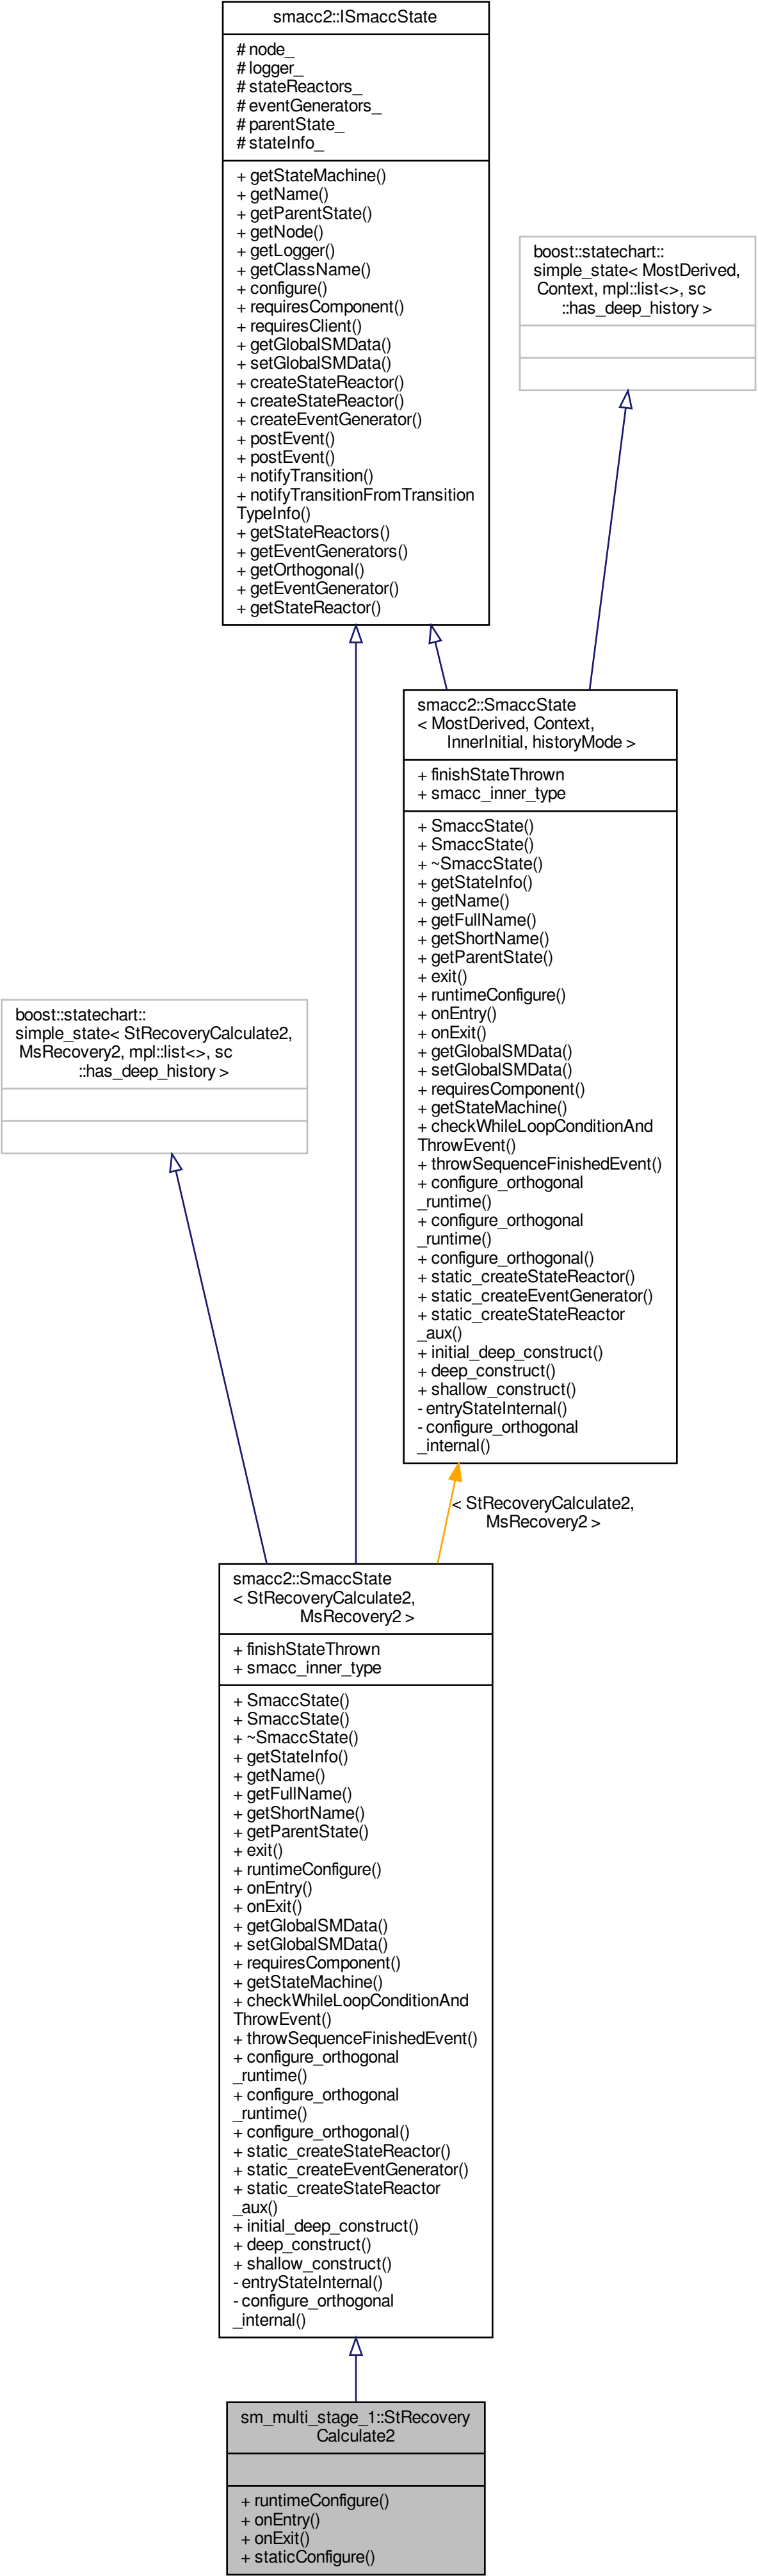 smacc2::ISmaccState
# node_
# logger_
# stateReactors_
# eventGenerators_
# parentState_
# stateInfo_
+ getStateMachine()
+ getName()
+ getParentState()
+ getNode()
+ getLogger()
+ getClassName()
+ configure()
+ requiresComponent()
+ requiresClient()
+ getGlobalSMData()
+ setGlobalSMData()
+ createStateReactor()
+ createStateReactor()
+ createEventGenerator()
+ postEvent()
+ postEvent()
+ notifyTransition()
+ notifyTransitionFromTransition
TypeInfo()
+ getStateReactors()
+ getEventGenerators()
+ getOrthogonal()
+ getEventGenerator()
+ getStateReactor()
boost::statechart::
simple_state< MostDerived,
Context, mpl::list<>, sc
::has_deep_history >
smacc2::SmaccState
< MostDerived, Context,
InnerInitial, historyMode >
+ finishStateThrown
+ smacc_inner_type
+ SmaccState()
+ SmaccState()
+ ~SmaccState()
+ getStateInfo()
+ getName()
+ getFullName()
+ getShortName()
+ getParentState()
+ exit()
+ runtimeConfigure()
+ onEntry()
+ onExit()
+ getGlobalSMData()
+ setGlobalSMData()
+ requiresComponent()
+ getStateMachine()
+ checkWhileLoopConditionAnd
ThrowEvent()
+ throwSequenceFinishedEvent()
+ configure_orthogonal
_runtime()
+ configure_orthogonal
_runtime()
+ configure_orthogonal()
+ static_createStateReactor()
+ static_createEventGenerator()
+ static_createStateReactor
_aux()
+ initial_deep_construct()
+ deep_construct()
+ shallow_construct()
- entryStateInternal()
- configure_orthogonal
_internal()
boost::statechart::
simple_state< StRecoveryCalculate2,
MsRecovery2, mpl::list<>, sc
::has_deep_history >
< StRecoveryCalculate2,
MsRecovery2 >
smacc2::SmaccState
< StRecoveryCalculate2,
MsRecovery2 >
+ finishStateThrown
+ smacc_inner_type
+ SmaccState()
+ SmaccState()
+ ~SmaccState()
+ getStateInfo()
+ getName()
+ getFullName()
+ getShortName()
+ getParentState()
+ exit()
+ runtimeConfigure()
+ onEntry()
+ onExit()
+ getGlobalSMData()
+ setGlobalSMData()
+ requiresComponent()
+ getStateMachine()
+ checkWhileLoopConditionAnd
ThrowEvent()
+ throwSequenceFinishedEvent()
+ configure_orthogonal
_runtime()
+ configure_orthogonal
_runtime()
+ configure_orthogonal()
+ static_createStateReactor()
+ static_createEventGenerator()
+ static_createStateReactor
_aux()
+ initial_deep_construct()
+ deep_construct()
+ shallow_construct()
- entryStateInternal()
- configure_orthogonal
_internal()
sm_multi_stage_1::StRecovery
Calculate2
+ runtimeConfigure()
+ onEntry()
+ onExit()
+ staticConfigure()